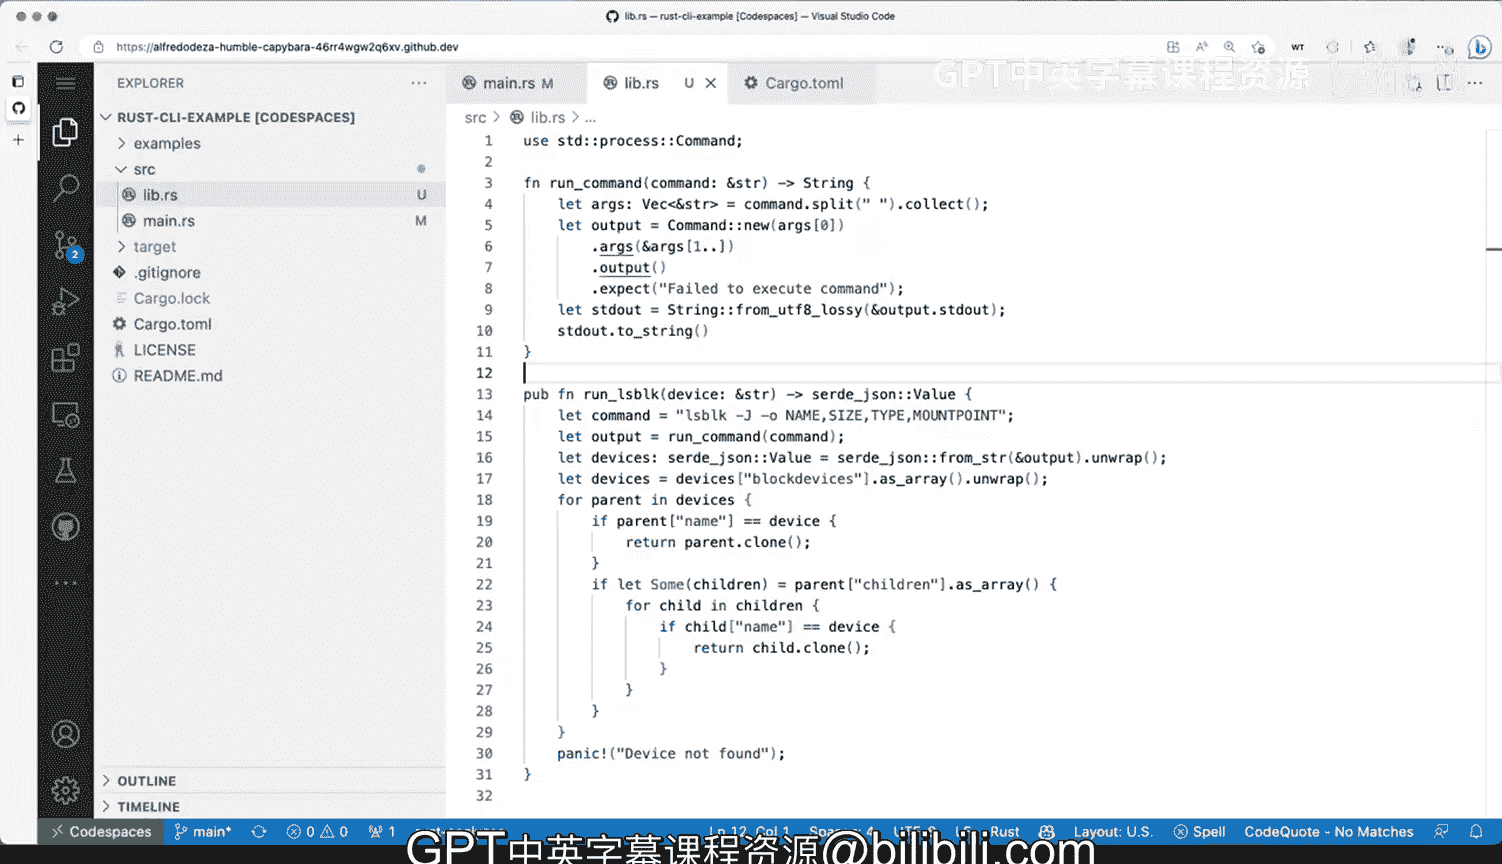 lib.rs — rust-cli-example [Codespaces] — Visual Studio Code
https://alfredodeza-humble-capybara-46rr4wgw2q6xv.github.dev
WT
GPT中英字幕课程资源
EXPLORER
main.rs M
lib.rs U
Cargo.toml
RUST-CLI-EXAMPLE [CODESPACES]
examples
src
lib.rs U
main.rs M
target
.gitignore
Cargo.lock
Cargo.toml
LICENSE
README.md
2
OUTLINE
TIMELINE
src > lib.rs > ...
1 use std::process::Command;
2
3 fn run_command(command: &str) -> String {
4 let args: Vec<&str> = command.split(" ").collect();
5 let output = Command::new(args[0])
6 .args(&args[1..])
7 .output()
8 .expect("Failed to execute command");
9 let stdout = String::from_utf8_lossy(&output.stdout);
10 stdout.to_string()
11 }
12
13 pub fn run_lsblk(device: &str) -> serde_json::Value {
14 let command = "lsblk -J -o NAME,SIZE,TYPE,MOUNTPOINT";
15 let output = run_command(command);
16 let devices: serde_json::Value = serde_json::from_str(&output).unwrap();
17 let devices = devices["blockdevices"].as_array().unwrap();
18 for parent in devices {
19 if parent["name"] == device {
20 return parent.clone();
21 }
22 if let Some(children) = parent["children"].as_array() {
23 for child in children {
24 if child["name"] == device {
25 return child.clone();
26 }
27 }
28 }
29 }
30 panic!("Device not found");
31 }
32
Codespaces main* 0 0 1 Ln 12, Col 1 Spaces: 4 UTF-8 LF Rust Layout: U.S. Spell CodeQuote - No Matches
GPT中英字幕课程资源@bilibili.com